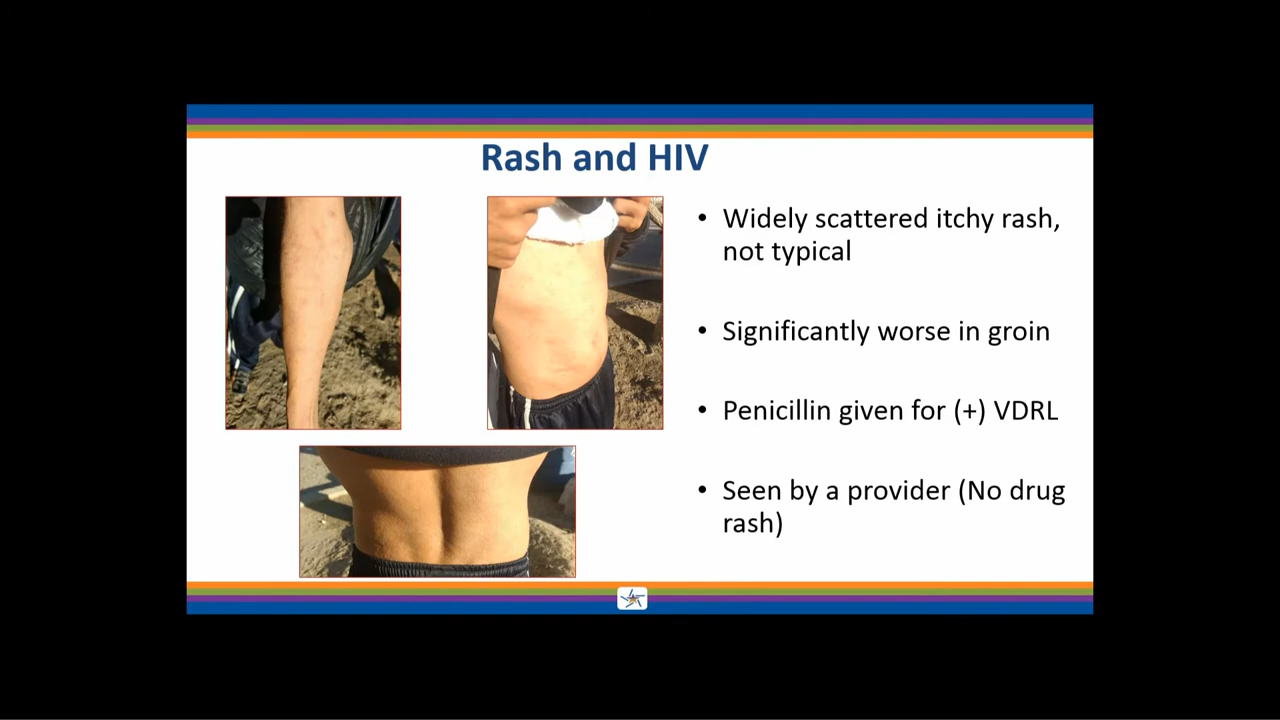 Rash and HIV
• Widely scattered itchy rash,
not typical
• Significantly worse in groin
• Penicillin given for (+) VDRL
• Seen by a provider (No drug
rash)